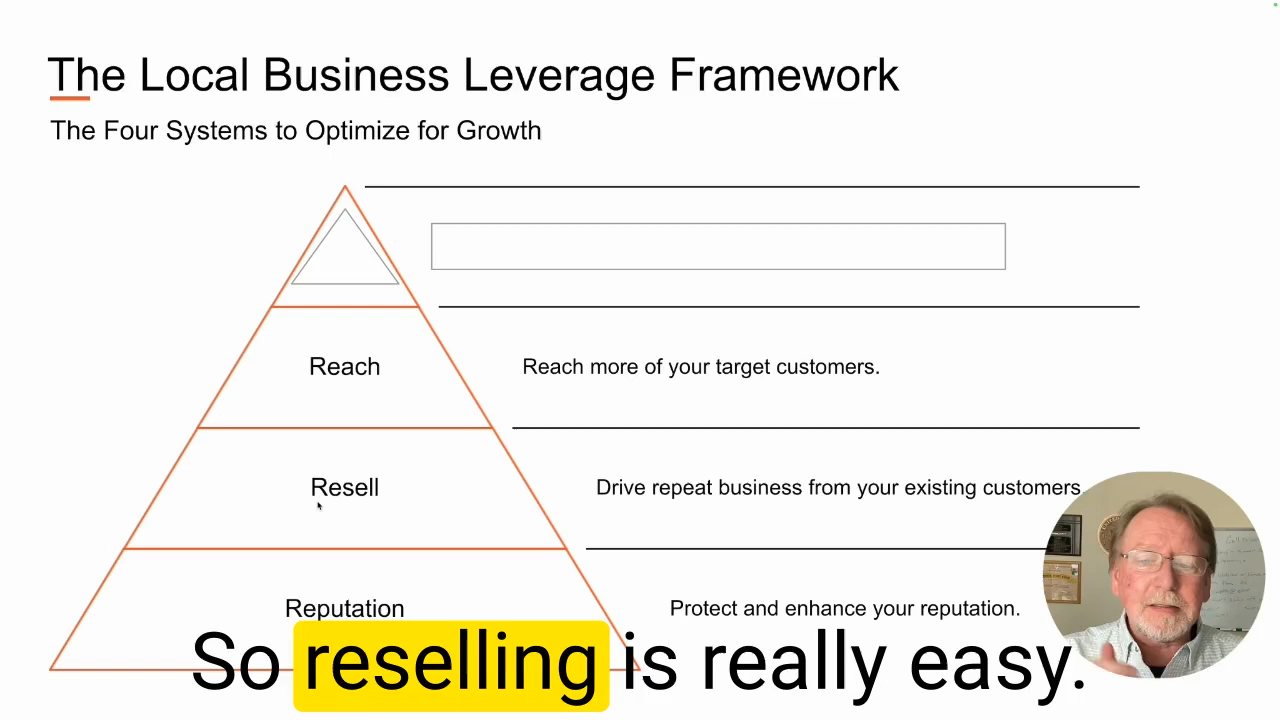 The Local Business Leverage Framework
The Four Systems to Optimize for Growth
Reach
Reach more of your target customers.
Resell
Drive repeat business from your existing customers.
Reputation
Protect and enhance your reputation.
So reselling is really easy.